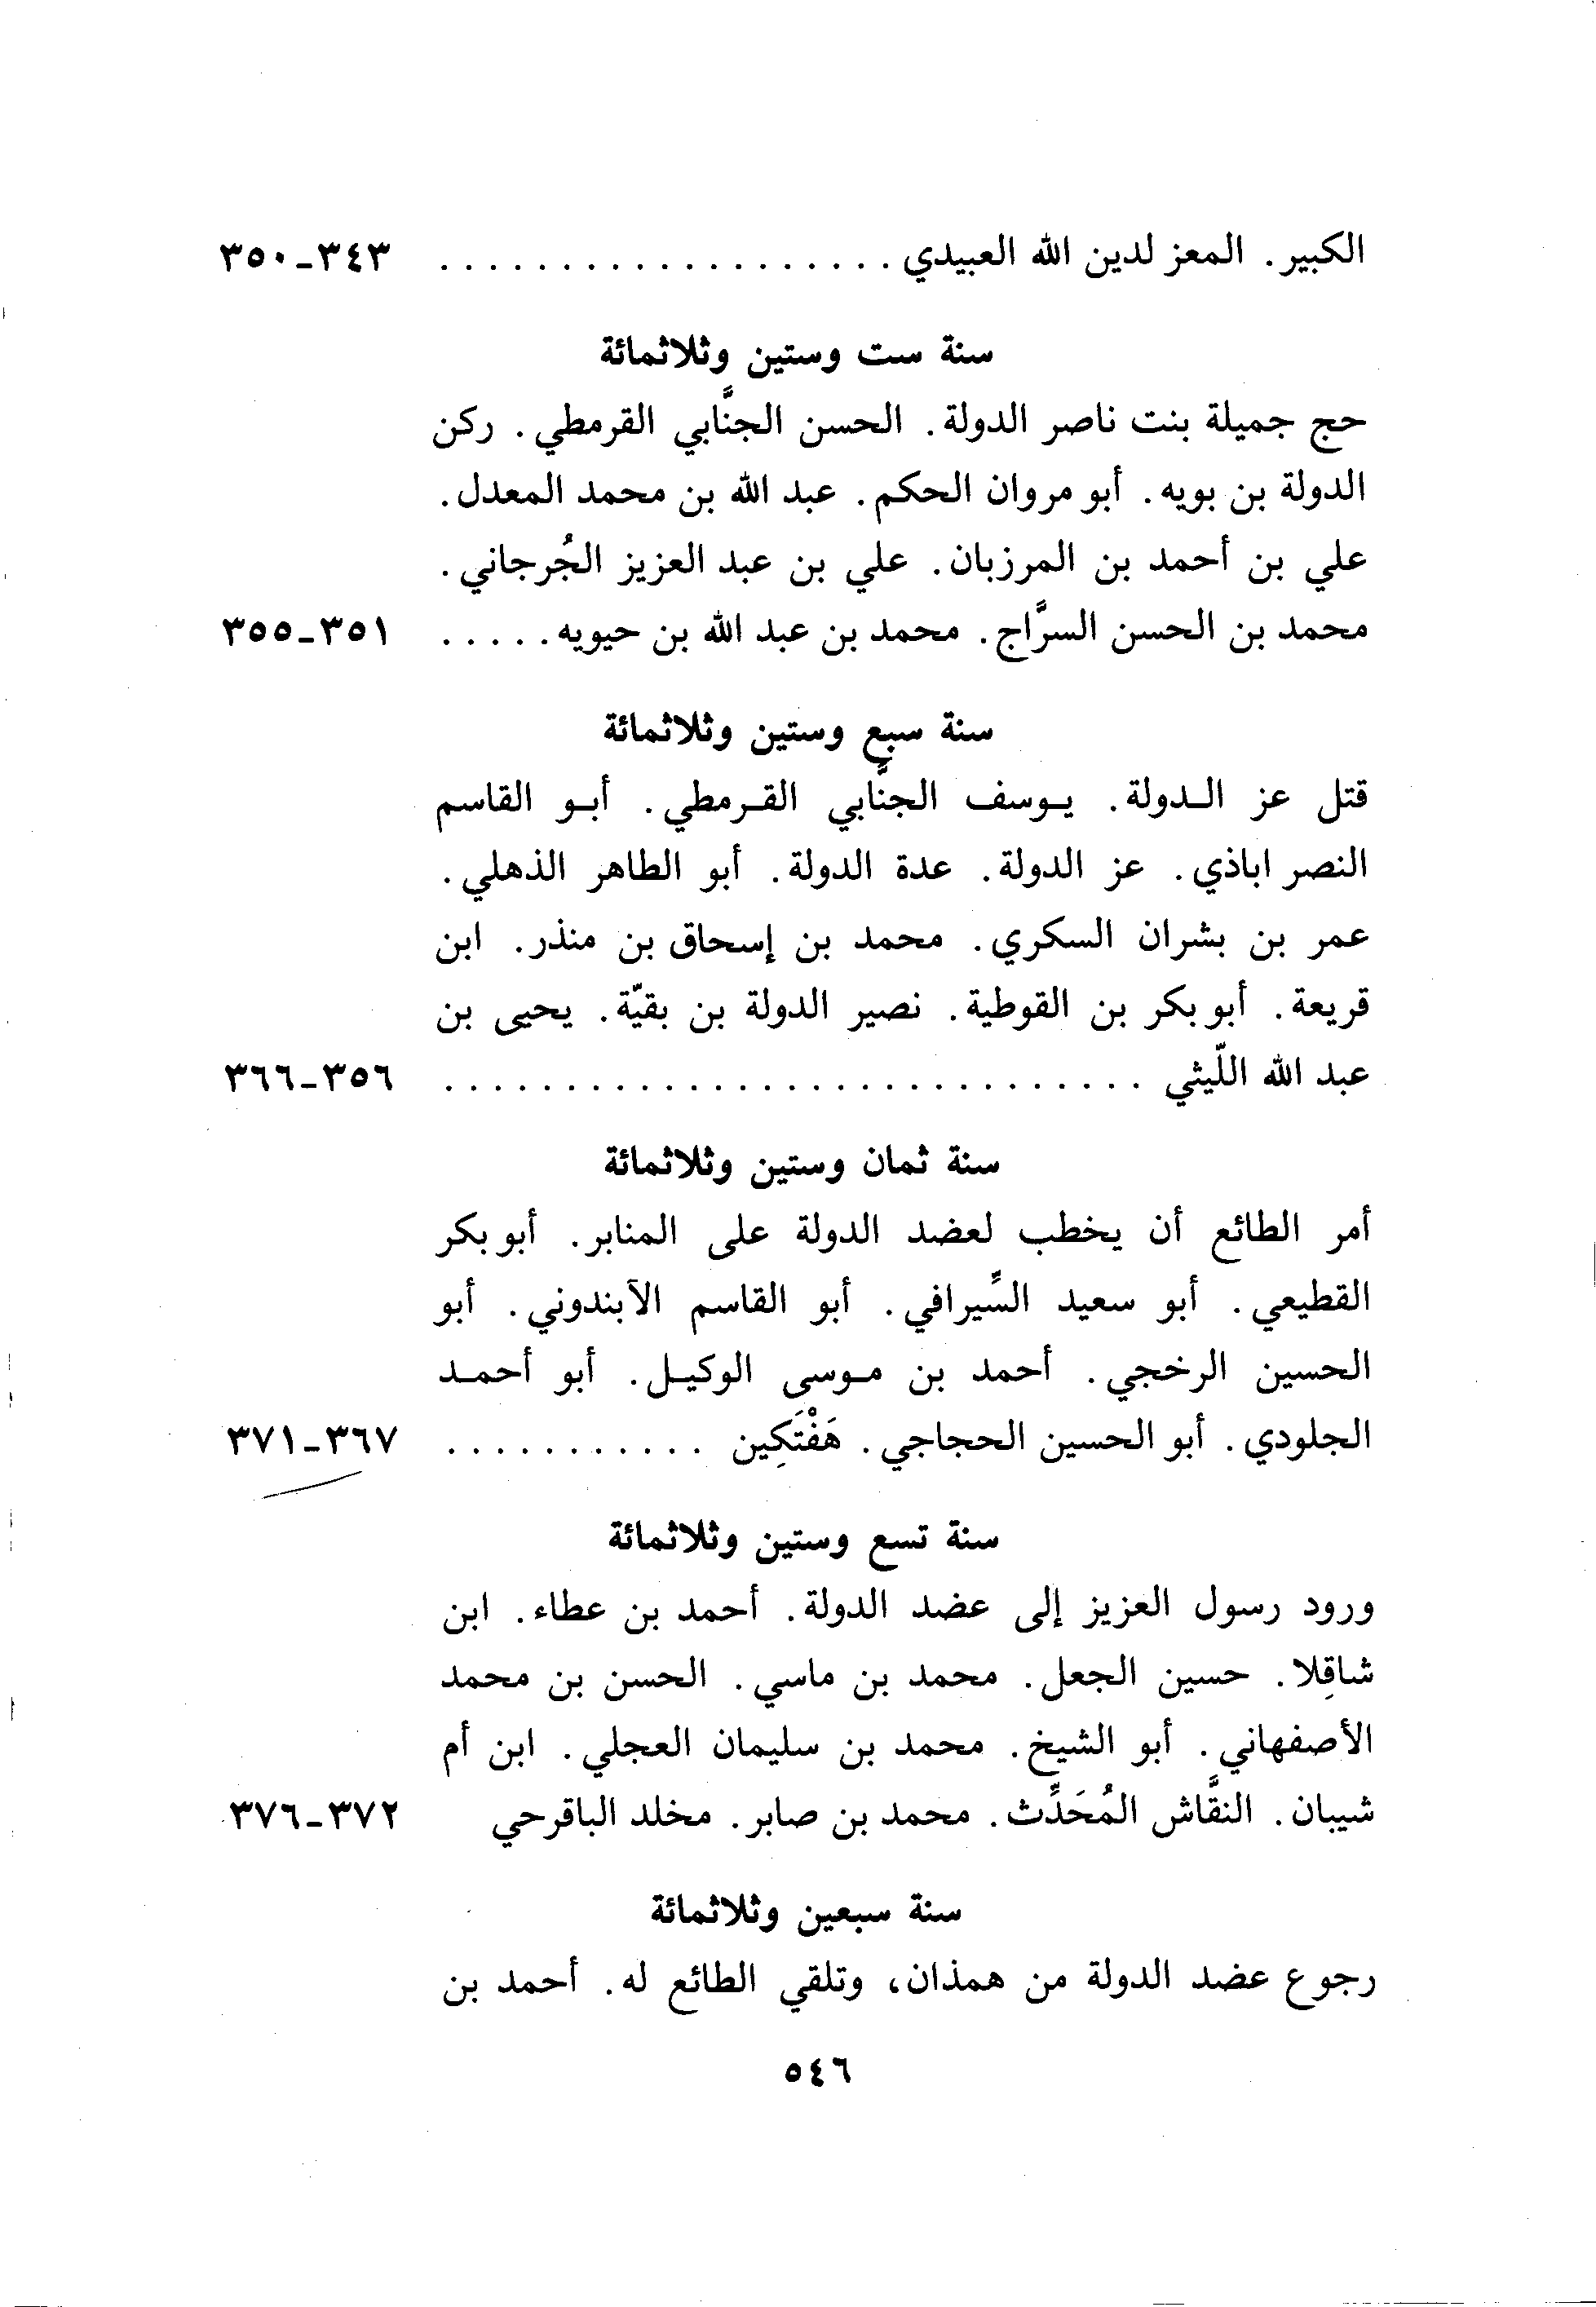 الكبير. المعز لدين الله العبيدي . . . . . . . . . . . . . . . . . . . ٣٤٣-٣٥٠
سنة ست وستين وثلاثمائة
حج جميلة بنت ناصر الدولة. الحسن الجنَّابي القرمطي. ركن
الدولة بن بويه. أبو مروان الحكم. عبد الله بن محمد المعدل.
علي بن أحمد بن المرزبان. علي بن عبد العزيز الجُرجاني.
محمد بن الحسن السرَّاج. محمد بن عبد الله بن حيويه. . . . . ٣٥١-٣٥٥
سنة سبع وستين وثلاثمائة
قتل عز الـدولة. يـوسف الجنَّابي القـرمطي. أبـو القاسم
النصر اباذي. عز الدولة. عدة الدولة. أبو الطاهر الذهلي.
عمر بن بشران السكري. محمد بن إسحاق بن منذر. ابن
قريعة. أبو بكر بن القوطية. نصير الدولة بن بقيّة. يحيى بن
عبد الله اللّيثي . . . . . . . . . . . . . . . . . . . . . . . . . . . . . ٣٥٦-٣٦٦
سنة ثمان وستين وثلاثمائة
أمر الطائع أن يخطب لعضد الدولة على المنابر. أبو بكر
القطيعي. أبو سعيد السِّيرافي. أبو القاسم الآبندوني. أبو
الحسين الرخجي. أحمد بن مـوسى الوكيـل. أبو أحمـد
الجلودي. أبو الحسين الحجاجي. هَفْتَكِين . . . . . . . . . . . ٣٦٧-٣٧١
سنة تسع وستين وثلاثمائة
ورود رسول العزيز إلى عضد الدولة. أحمد بن عطاء. ابن
شاقِلا. حسين الجعل. محمد بن ماسي. الحسن بن محمد
الأصفهاني. أبو الشيخ. محمد بن سليمان العجلي. ابن أم
شيبان. النقَّاش المُحَدِّث. محمد بن صابر. مخلد الباقرحي ٣٧٢-٣٧٦
سنة سبعين وثلاثمائة
رجوع عضد الدولة من همذان، وتلقي الطائع له. أحمد بن
٥٤٦